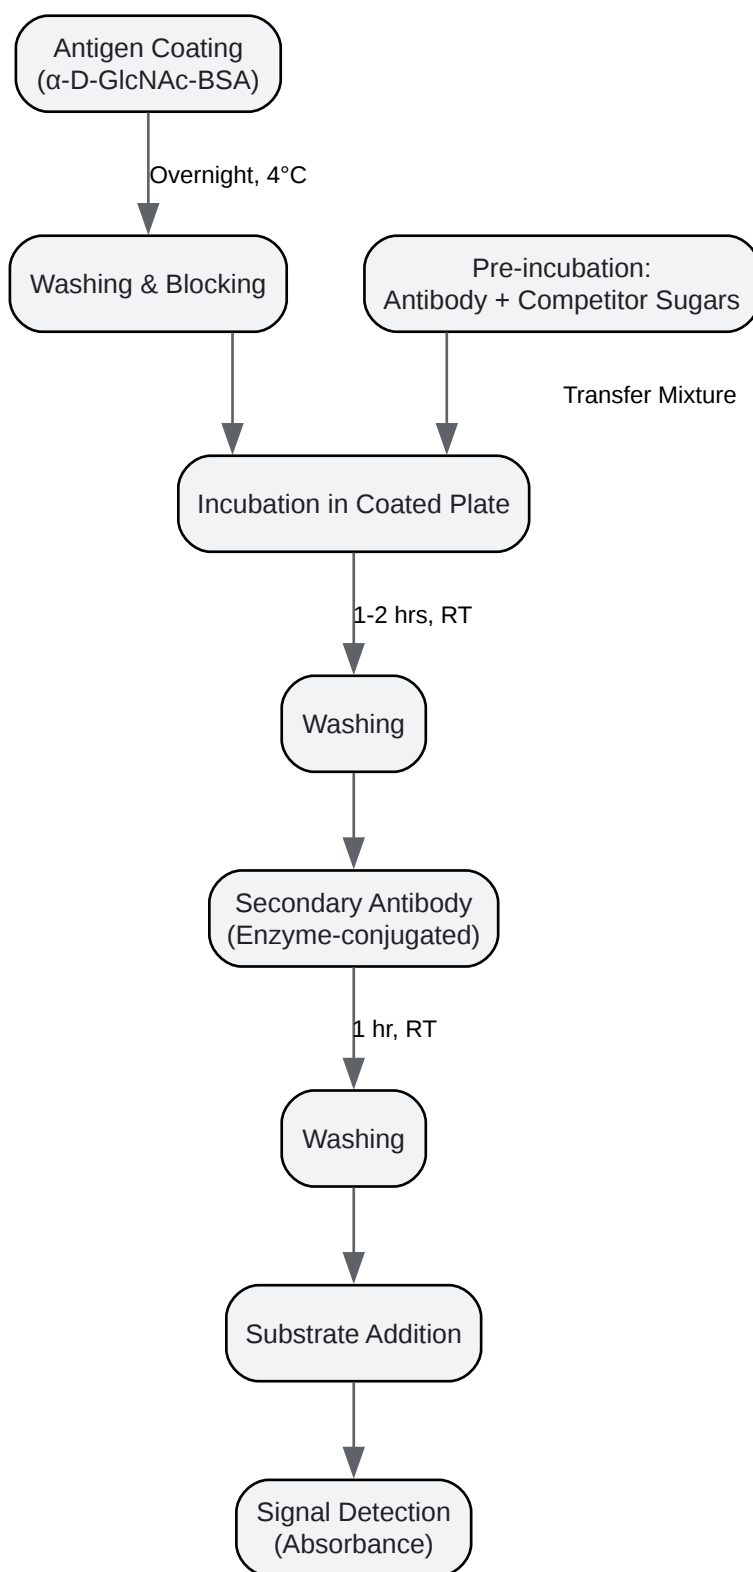 Antigen Coating
(α-D-GlcNAc-BSA)
Overnight, 4°C
Washing & Blocking
Pre-incubation:
Antibody + Competitor Sugars
Transfer Mixture
Incubation in Coated Plate
1-2 hrs, RT
Washing
Secondary Antibody
(Enzyme-conjugated)
1 hr, RT
Washing
Substrate Addition
Signal Detection
(Absorbance)